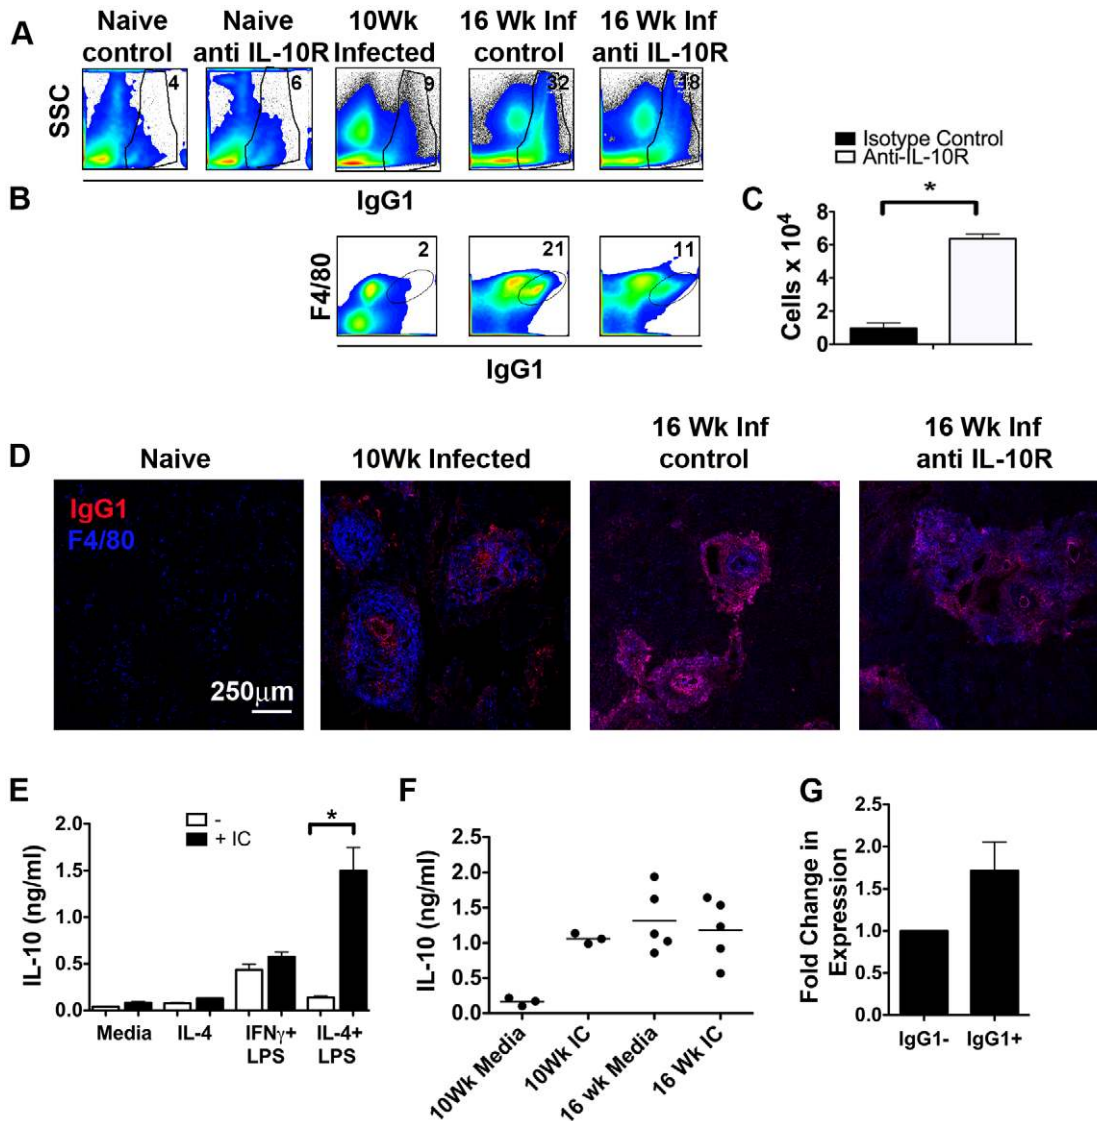 A
Naive control
Naive anti IL-10R
10Wk Infected
16 Wk Inf control
16 Wk Inf anti IL-10R
SSC
4
6
9
32
18
IgG1
B
F4/80
2
21
11
IgG1
C
Isotype Control
Anti-IL-10R
*
Cells x 10⁴
8
6
4
2
0
D
Naive
10Wk Infected
16 Wk Inf control
16 Wk Inf anti IL-10R
IgG1
F4/80
250μm
E
-
+ IC
*
IL-10 (ng/ml)
2.0
1.5
1.0
0.5
0.0
Media
IL-4
IFNγ+ LPS
IL-4+ LPS
F
IL-10 (ng/ml)
2.5
2.0
1.5
1.0
0.5
0.0
10Wk Media
10Wk IC
16 wk Media
16 Wk IC
G
Fold Change in Expression
2.5
2.0
1.5
1.0
0.5
0.0
IgG1-
IgG1+